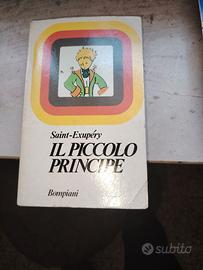 Saint-Exupéry
IL PICCOLO
PRINCIPE
Bompiani
subito